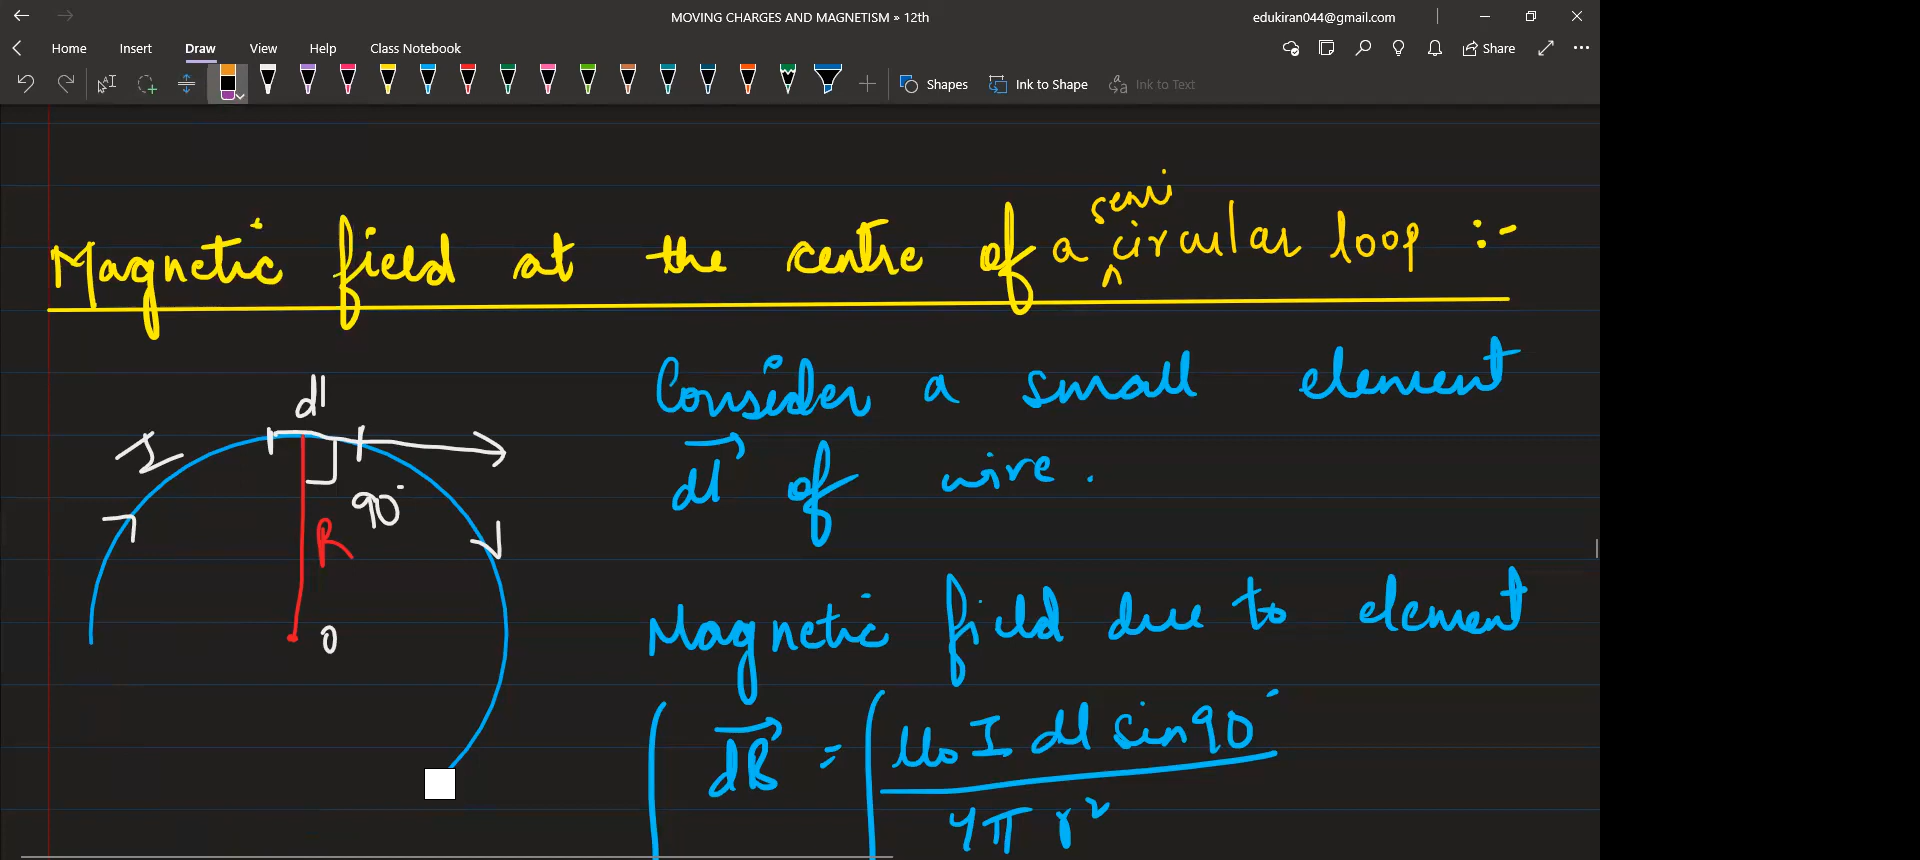 MOVING CHARGES AND MAGNETISM » 12th
edukiran044@gmail.com
Home Insert Draw View Help Class Notebook
Share
Shapes Ink to Shape Ink to Text
semi
Magnetic field at the centre of a ^ circular loop :-
dl
Consider a small element
I
dl of wire.
90°
R
Magnetic field due to element
O
dB = μ₀ I dl sin90°
4π r²